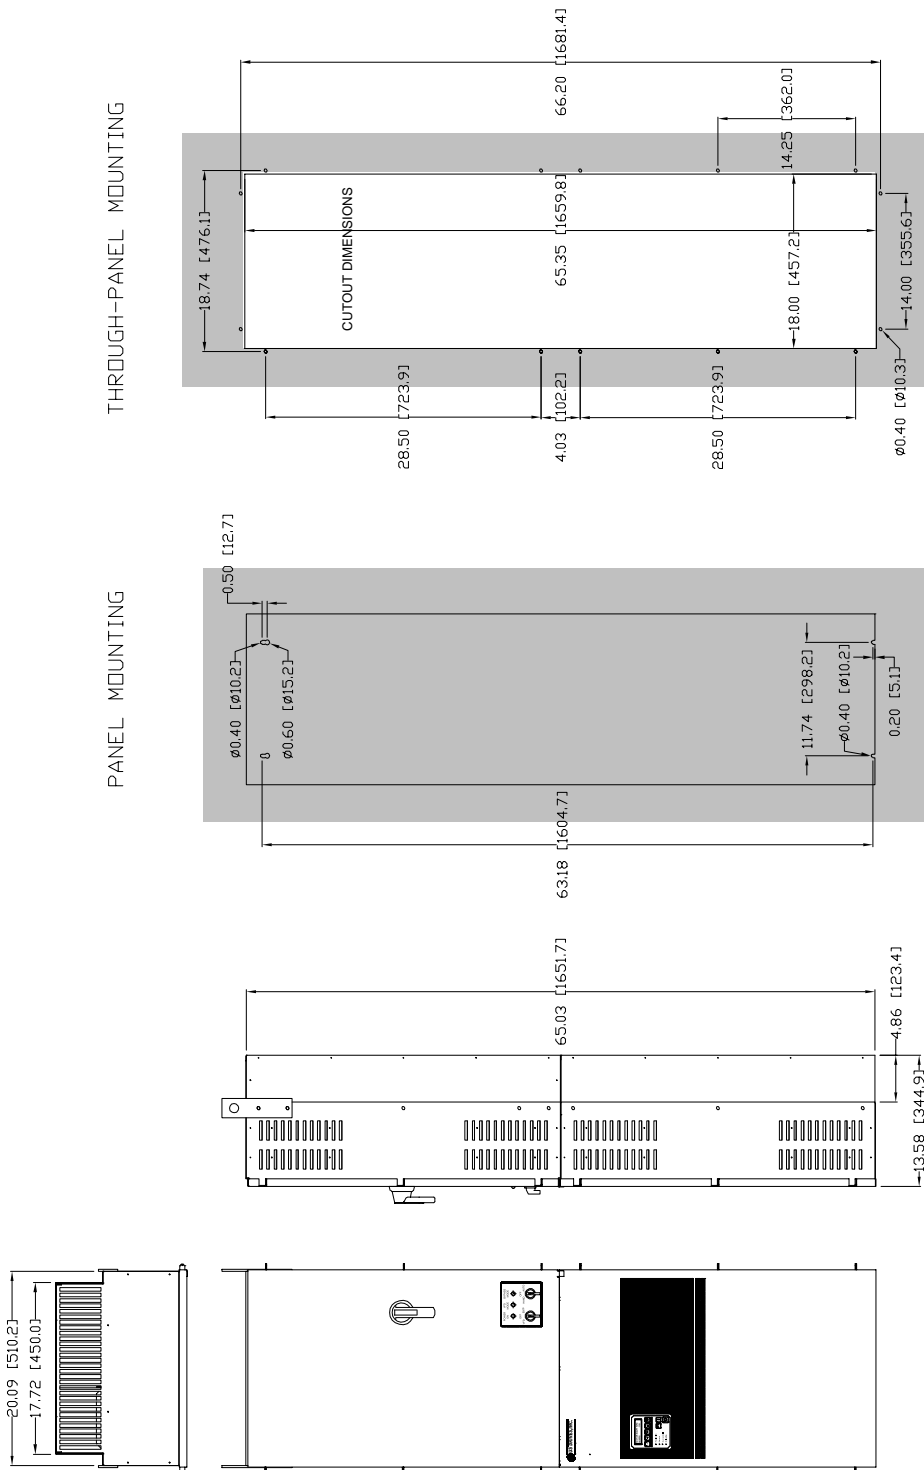 THROUGH-PANEL MOUNTING
66.20 [1681.4]
14.25 [362.0]
18.74 [476.1]
CUTOUT DIMENSIONS
65.35 [1659.8]
18.00 [457.2]
14.00 [355.6]
28.50 [723.9]
4.03 [102.2]
28.50 [723.9]
ø0.40 [ø10.3]
PANEL MOUNTING
0.50 [12.7]
ø0.40 [ø10.2]
ø0.60 [ø15.2]
11.74 [298.2]
ø0.40 [ø10.2]
0.20 [5.1]
63.18 [1604.7]
65.03 [1651.7]
4.86 [123.4]
13.58 [344.9]
20.09 [510.2]
17.72 [450.0]